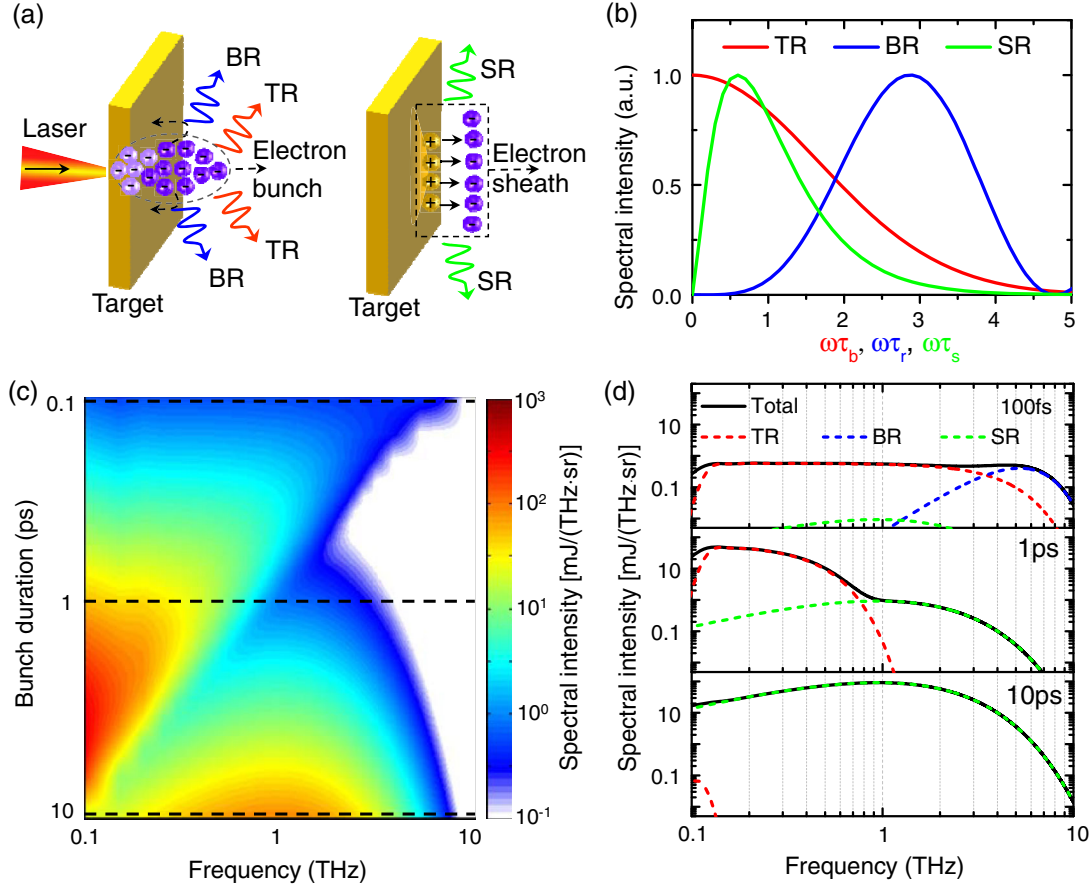 (a)
BR
TR
Laser
Electron
bunch
TR
BR
Target
SR
Electron
sheath
SR
Target
(b)
TR BR SR
Spectral intensity (a.u.)
1.0
0.5
0.0
0 1 2 3 4 5
ωτb, ωτr, ωτs
(c)
Bunch duration (ps)
0.1
1
10
0.1 1 10
Frequency (THz)
10³
10²
10¹
10⁰
10⁻¹
Spectral intensity [mJ/(THz·sr)]
(d)
Spectral intensity [mJ/(THz·sr)]
Total 100fs
TR BR SR
10
0.1
1ps
10
0.1
10ps
10
0.1
0.1 1 10
Frequency (THz)